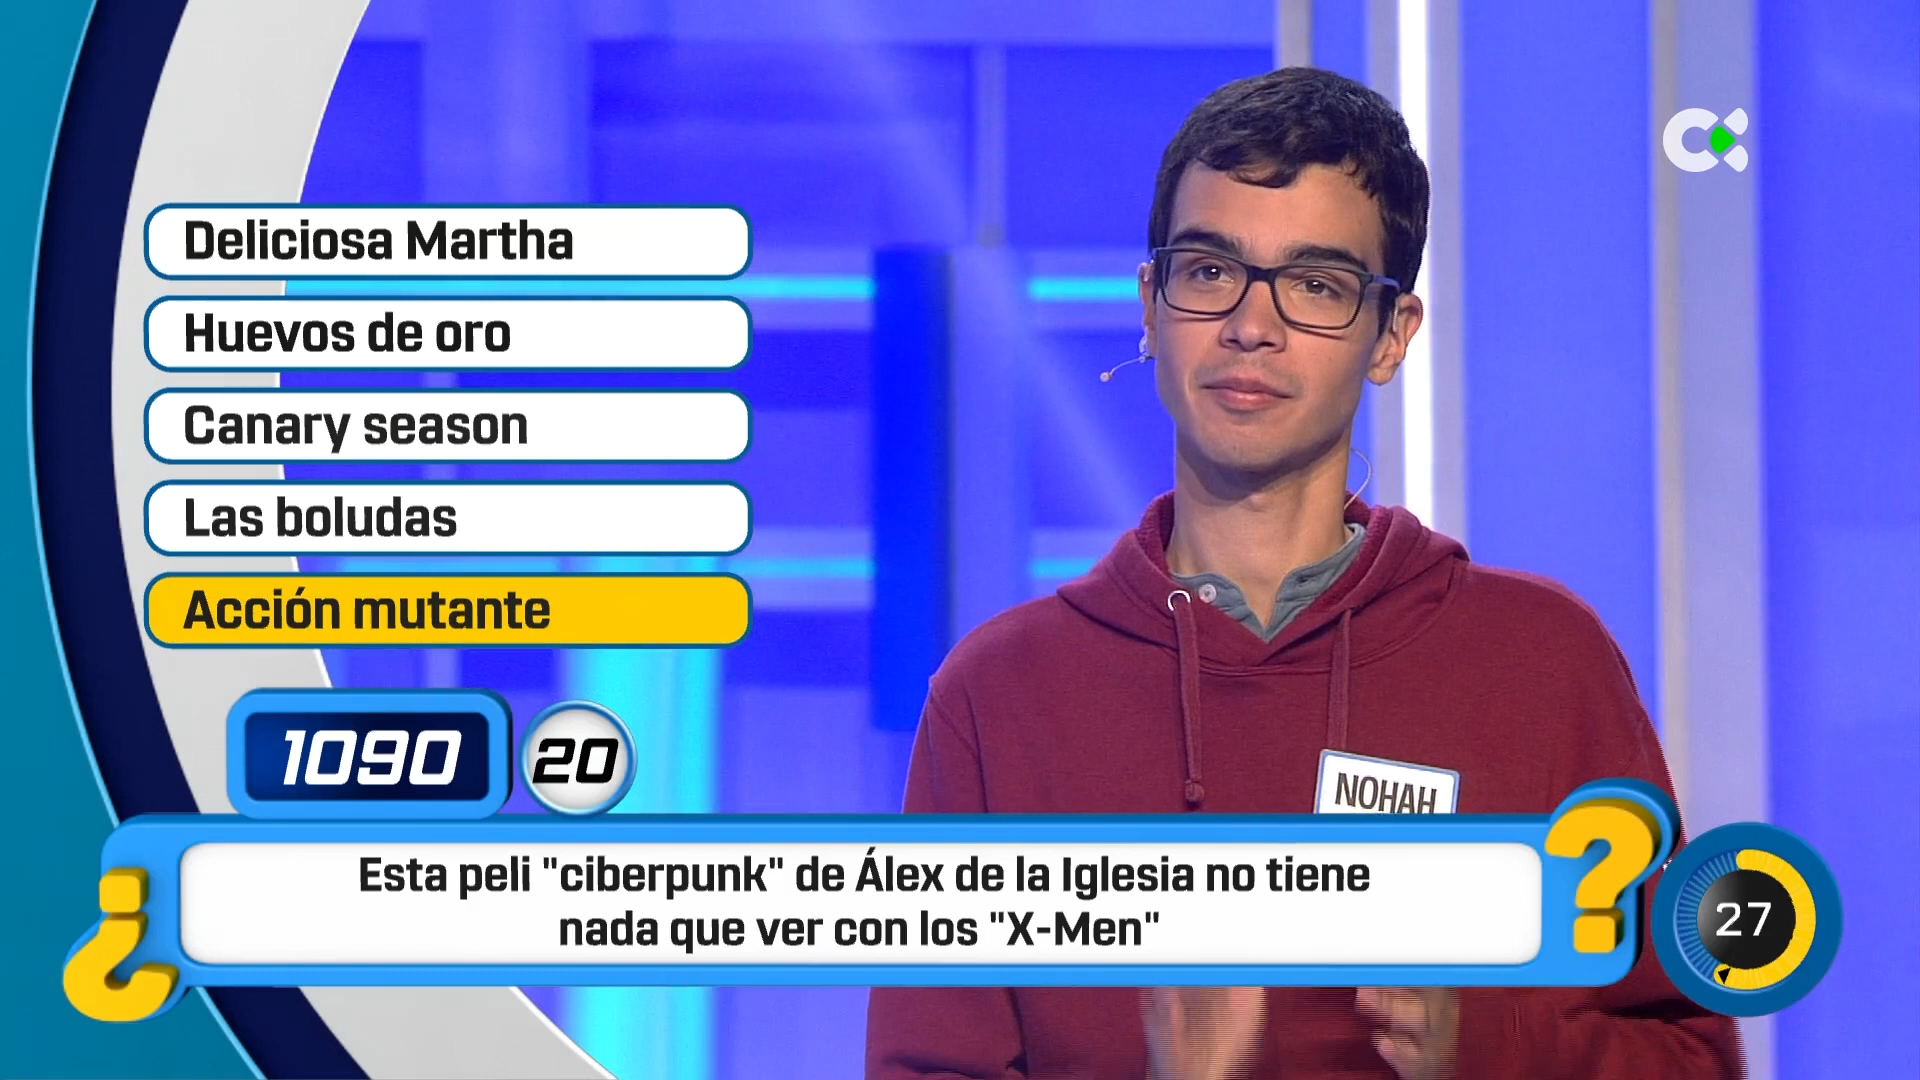 Deliciosa Martha
Huevos de oro
Canary season
Las boludas
Acción mutante
1090
20
NOHAH
Esta peli "ciberpunk" de Álex de la Iglesia no tiene
nada que ver con los "X-Men"
27